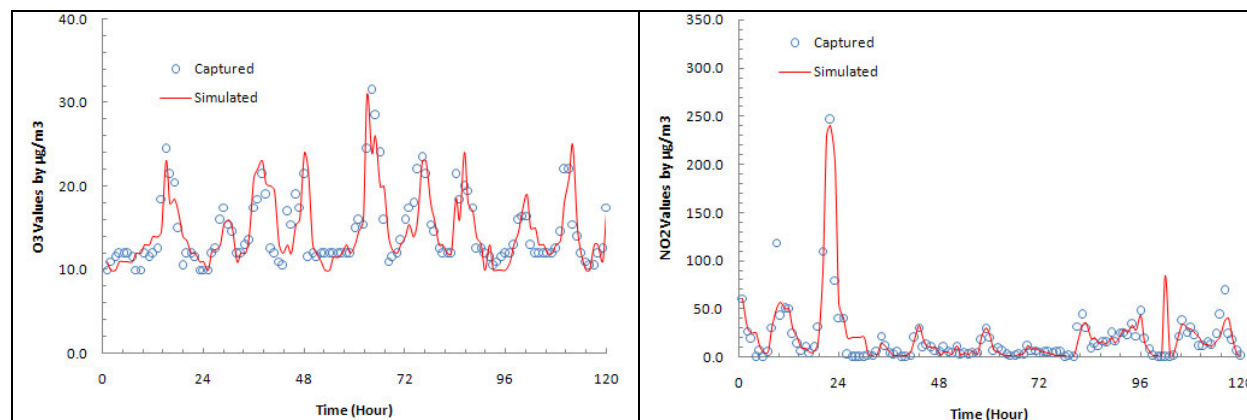 40.0
30.0
20.0
10.0
0.0
O3 Values by µg/m3
Captured
Simulated
0 24 48 72 96 120
Time (Hour)
350.0
300.0
250.0
200.0
150.0
100.0
50.0
0.0
NO2 Values by µg/m3
Captured
Simulated
0 24 48 72 96 120
Time (Hour)